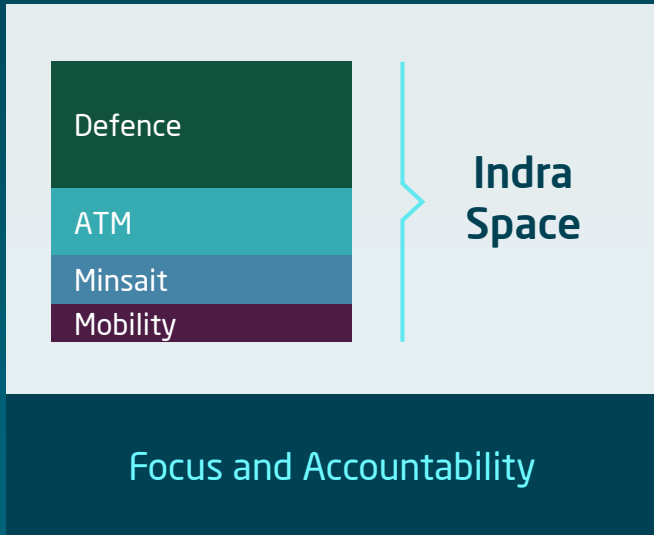 Defence
ATM
Minsait
Mobility
Indra
Space
Focus and Accountability